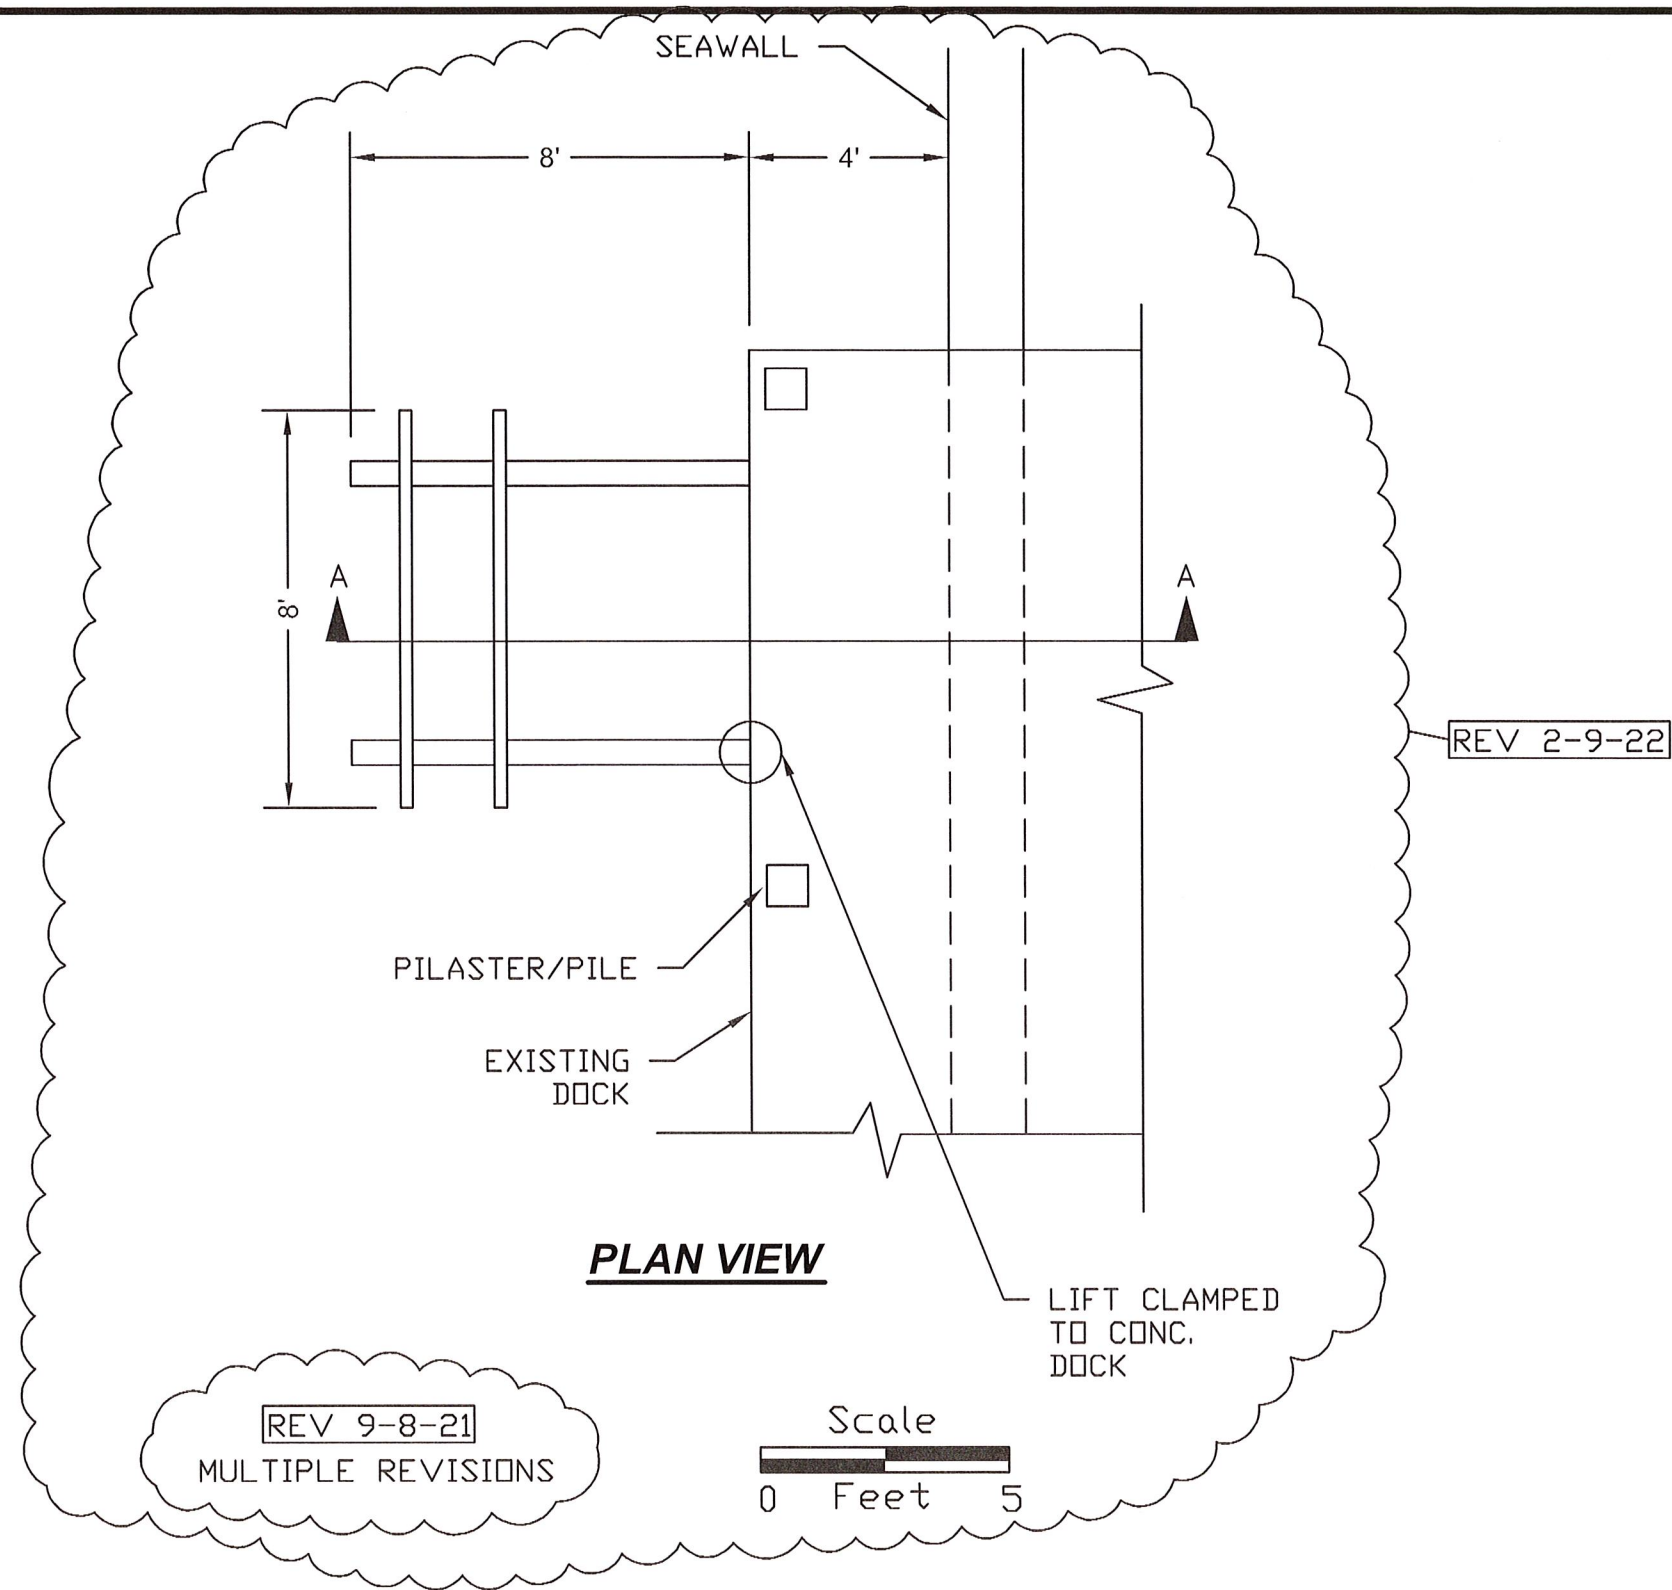 SEAWALL
8'
4'
8'
A
A
REV 2-9-22
PILASTER/PILE
EXISTING
DOCK
PLAN VIEW
LIFT CLAMPED
TO CONC.
DOCK
REV 9-8-21
MULTIPLE REVISIONS
Scale
0 Feet 5